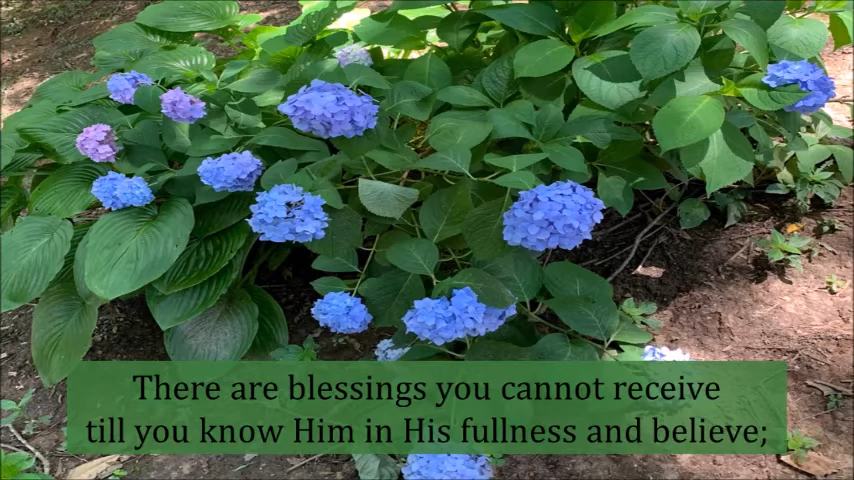 There are blessings you cannot receive
till you know Him in His fullness and believe;